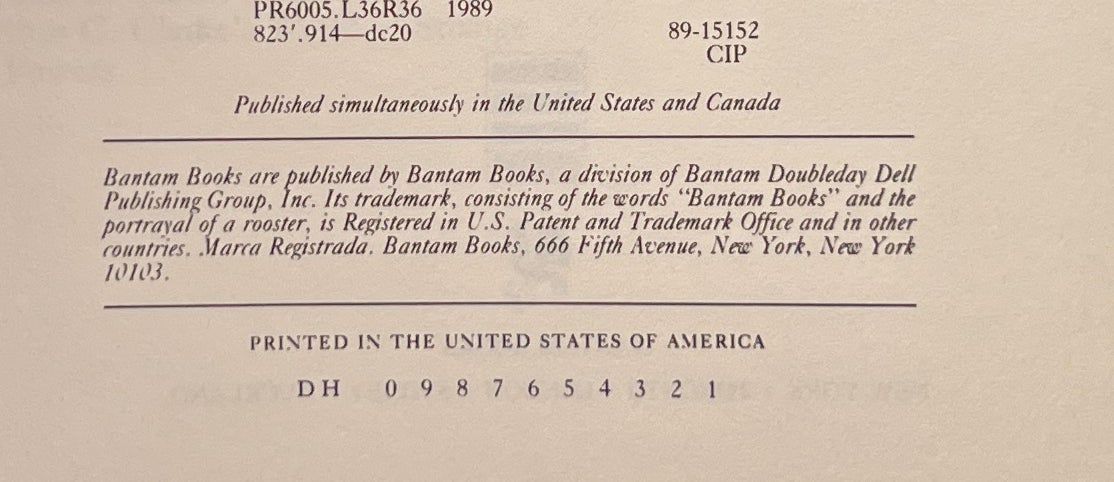 PR6005.L36R36 1989
823'.914—dc20
89-15152
CIP
Published simultaneously in the United States and Canada
Bantam Books are published by Bantam Books, a division of Bantam Doubleday Dell
Publishing Group, Inc. Its trademark, consisting of the words "Bantam Books" and the
portrayal of a rooster, is Registered in U.S. Patent and Trademark Office and in other
countries. Marca Registrada. Bantam Books, 666 Fifth Avenue, New York, New York
10103.
PRINTED IN THE UNITED STATES OF AMERICA
DH 0 9 8 7 6 5 4 3 2 1